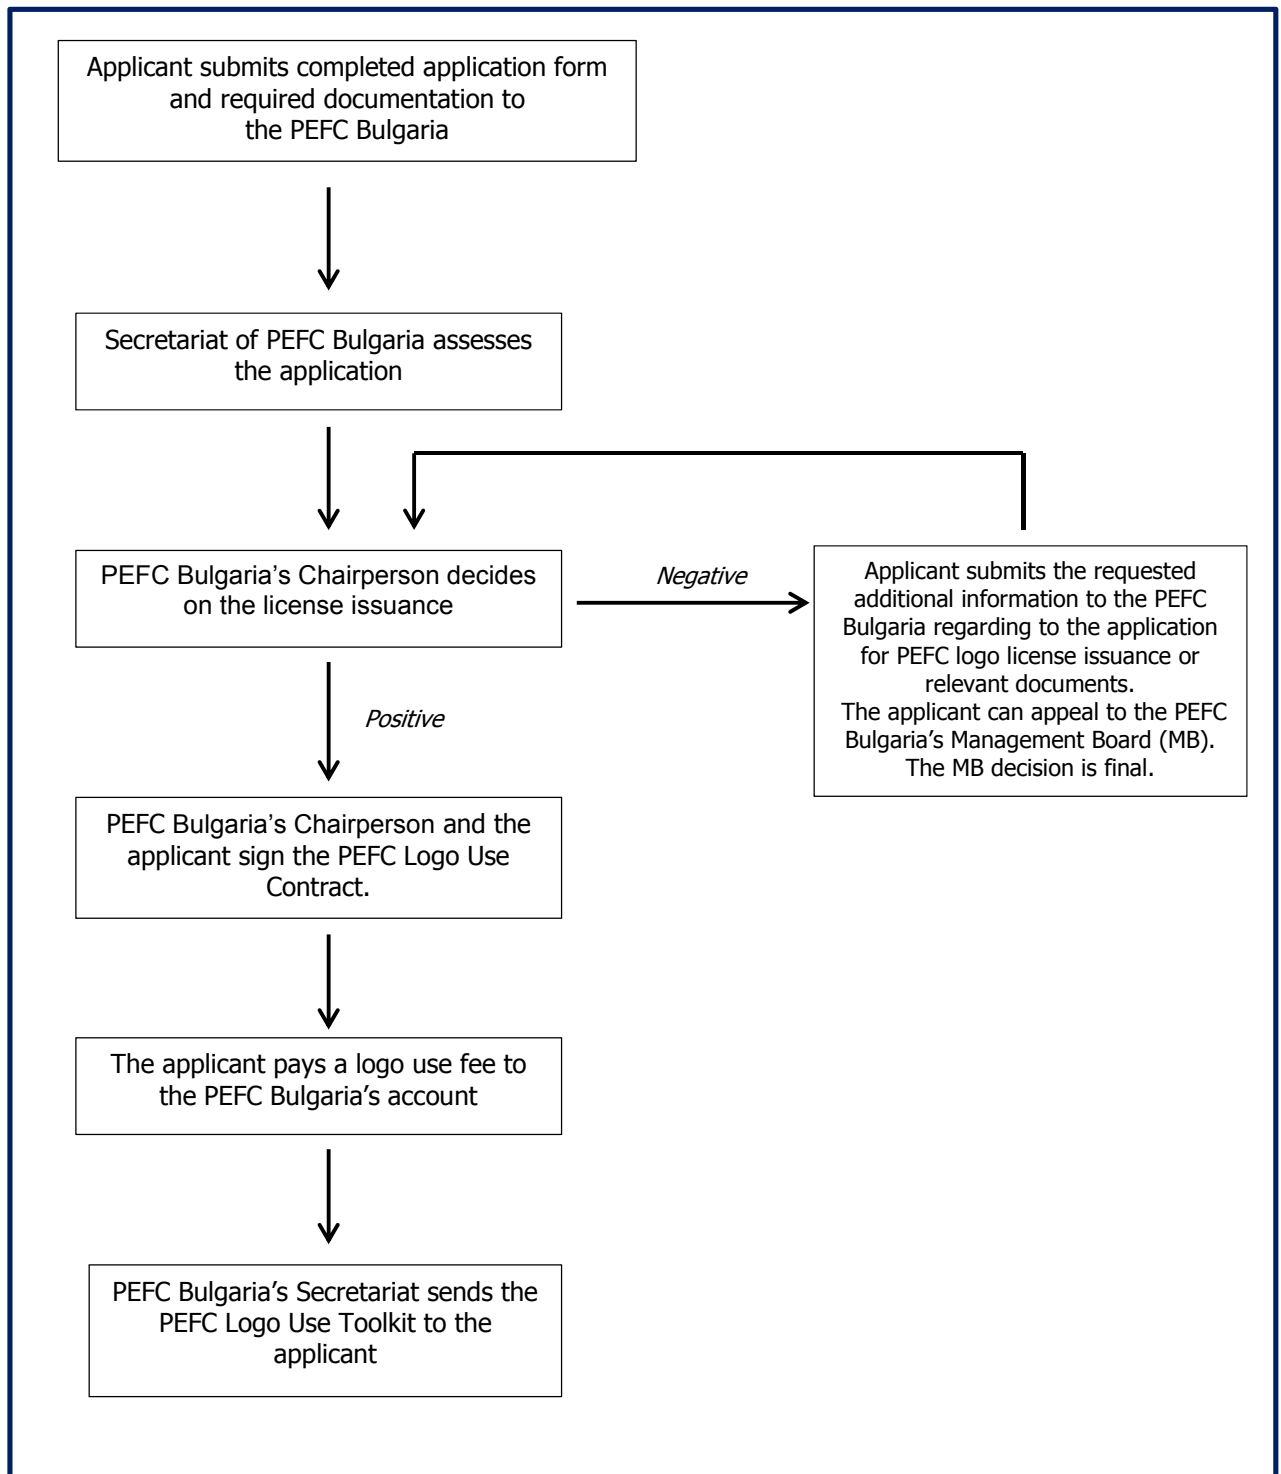 Applicant submits completed application form
and required documentation to
the PEFC Bulgaria
Secretariat of PEFC Bulgaria assesses
the application
PEFC Bulgaria’s Chairperson decides
on the license issuance
Negative
Applicant submits the requested
additional information to the PEFC
Bulgaria regarding to the application
for PEFC logo license issuance or
relevant documents.
The applicant can appeal to the PEFC
Bulgaria’s Management Board (MB).
The MB decision is final.
Positive
PEFC Bulgaria’s Chairperson and the
applicant sign the PEFC Logo Use
Contract.
The applicant pays a logo use fee to
the PEFC Bulgaria’s account
PEFC Bulgaria’s Secretariat sends the
PEFC Logo Use Toolkit to the
applicant